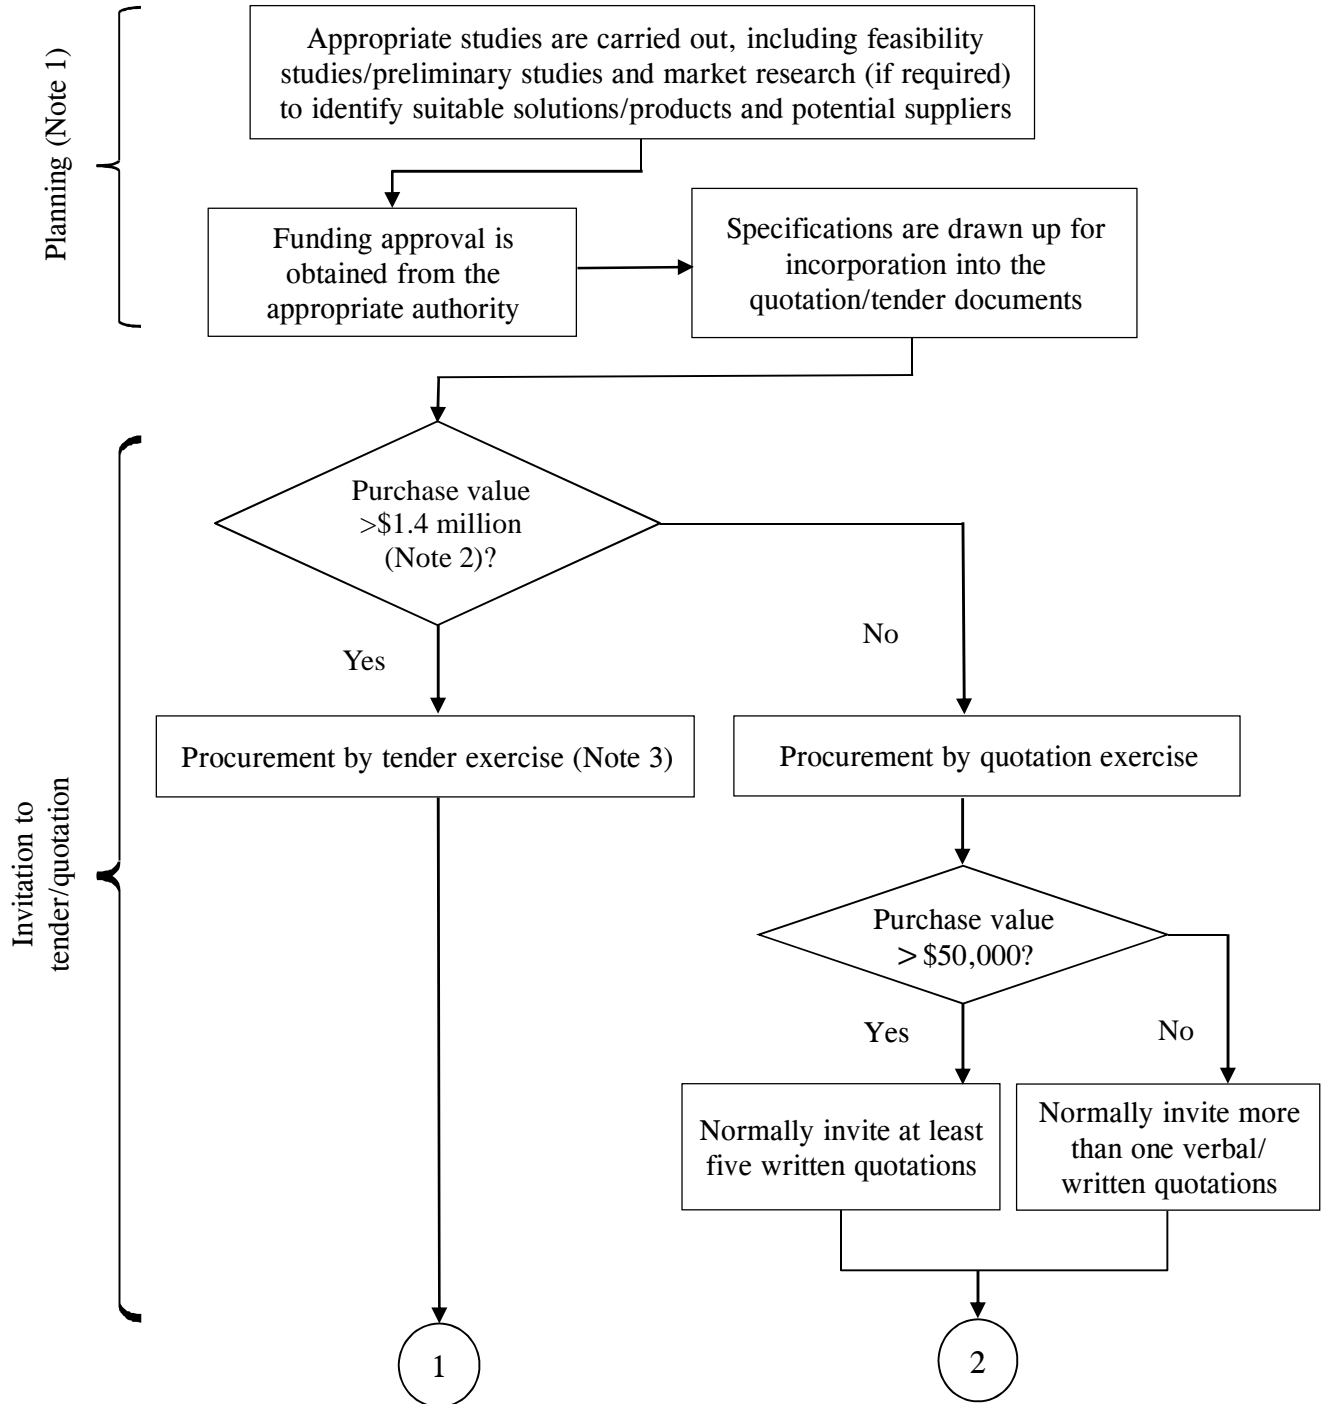 Planning (Note 1)
Appropriate studies are carried out, including feasibility
studies/preliminary studies and market research (if required)
to identify suitable solutions/products and potential suppliers
Funding approval is
obtained from the
appropriate authority
Specifications are drawn up for
incorporation into the
quotation/tender documents
Invitation to
tender/quotation
Purchase value
>$1.4 million
(Note 2)?
Yes
No
Procurement by tender exercise (Note 3)
Procurement by quotation exercise
Purchase value
> $50,000?
Yes
No
Normally invite at least
five written quotations
Normally invite more
than one verbal/
written quotations
1
2